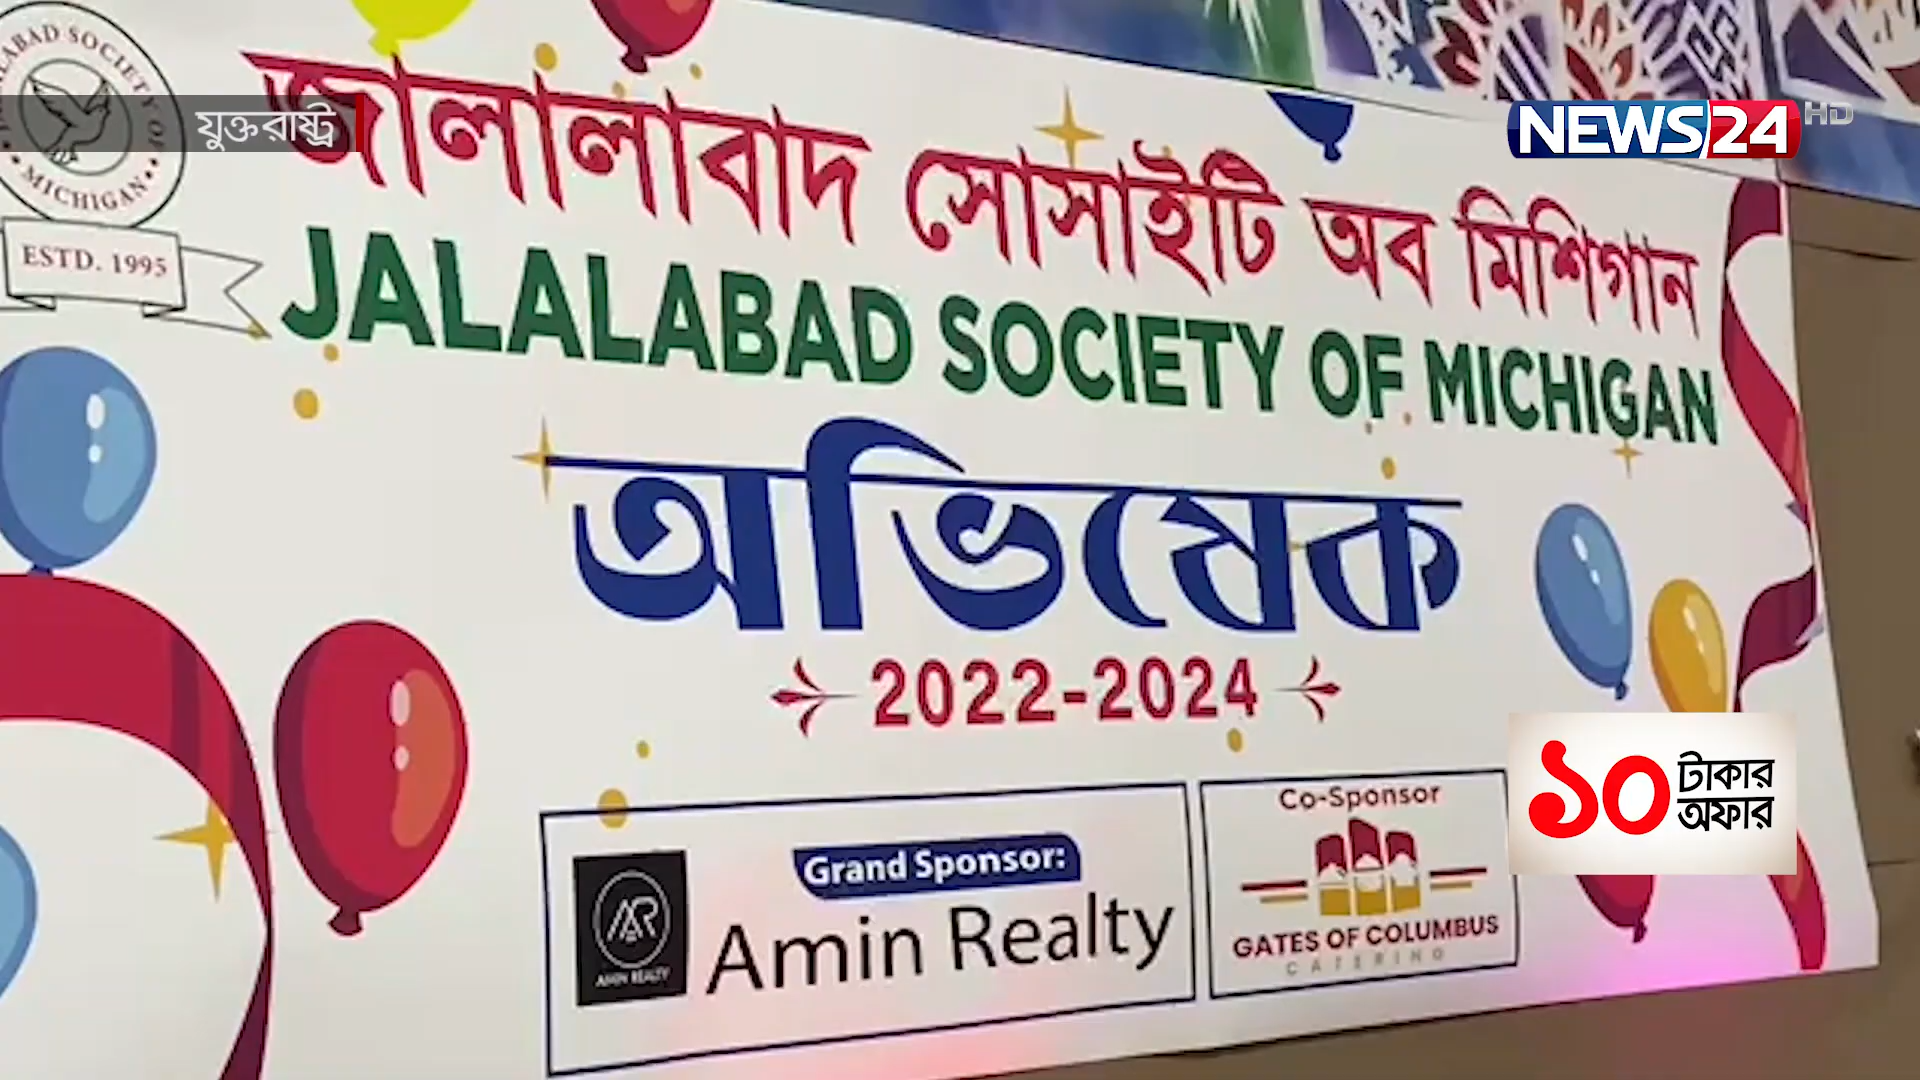 JALALABAD SOCIETY OF
MICHIGAN
ESTD. 1995
যুক্তরাষ্ট্র
NEWS24 HD
জালালাবাদ সোসাইটি অব মিশিগান
JALALABAD SOCIETY OF MICHIGAN
অভিষেক
2022-2024
১০ টাকার
অফার
Grand Sponsor:
Amin Realty
AR
AMIN REALTY
Co-Sponsor
GATES OF COLUMBUS
CATERING